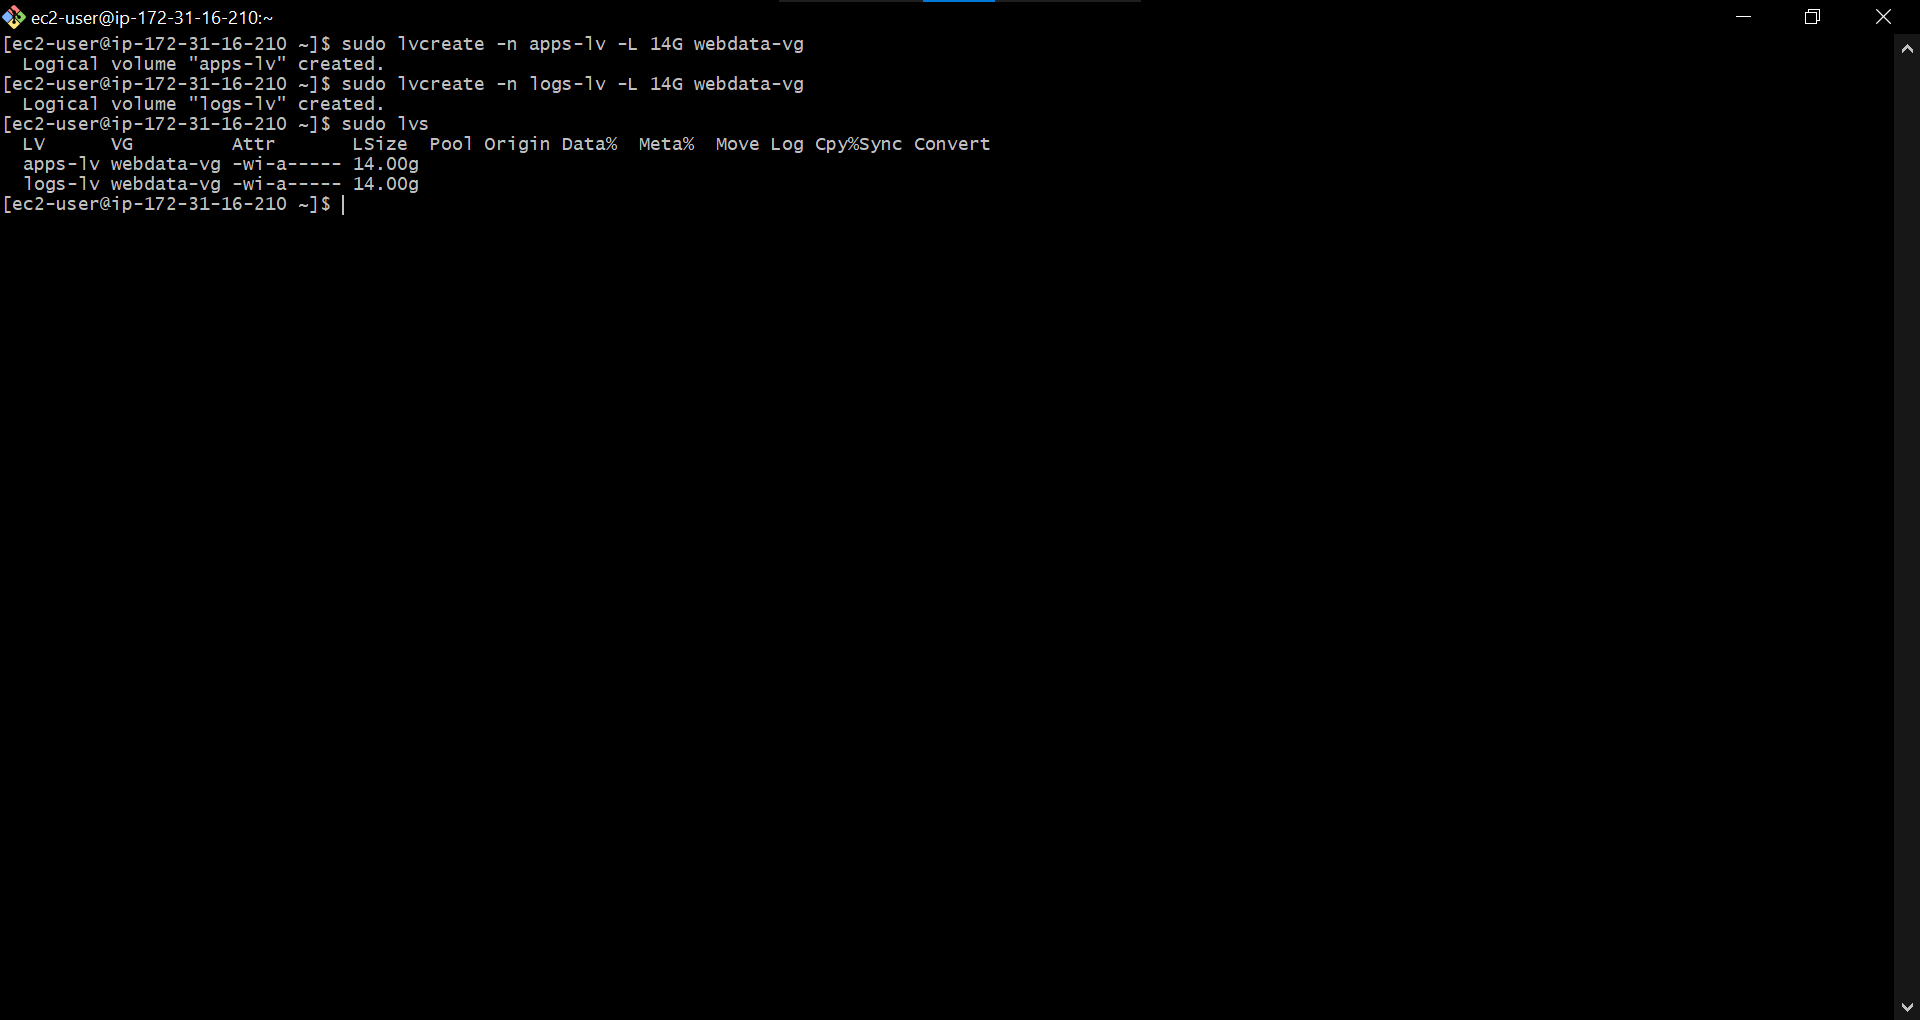 ec2-user@ip-172-31-16-210:~
[ec2-user@ip-172-31-16-210 ~]$ sudo lvcreate -n apps-lv -L 14G webdata-vg
  Logical volume "apps-lv" created.
[ec2-user@ip-172-31-16-210 ~]$ sudo lvcreate -n logs-lv -L 14G webdata-vg
  Logical volume "logs-lv" created.
[ec2-user@ip-172-31-16-210 ~]$ sudo lvs
  LV      VG         Attr       LSize  Pool Origin Data%  Meta%  Move Log Cpy%Sync Convert
  apps-lv webdata-vg -wi-a----- 14.00g
  logs-lv webdata-vg -wi-a----- 14.00g
[ec2-user@ip-172-31-16-210 ~]$